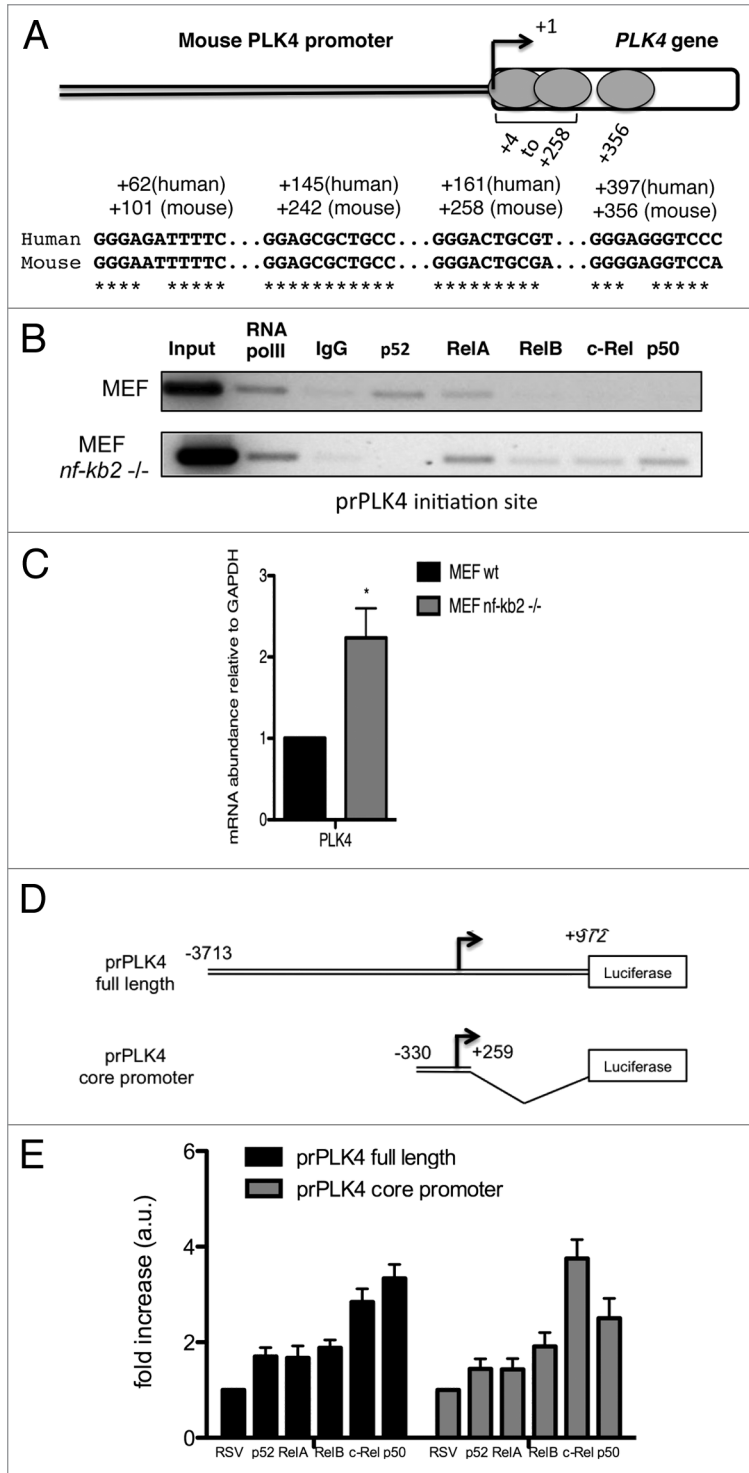 A
Mouse PLK4 promoter
+1
PLK4 gene
+4
to
+258
+356
+62(human) +145(human) +161(human) +397(human)
+101 (mouse) +242 (mouse) +258 (mouse) +356 (mouse)
Human GGGAGATTTTC...GGAGCGCTGCC...GGGACTGCGT...GGGAGGGTCCC
Mouse GGGAATTTTTC...GGAGCGCTGCC...GGGACTGCGA...GGGGAGGTCCA
**** ***** *********** ********* *** *****
B
Input RNA polII IgG p52 RelA RelB c-Rel p50
MEF
MEF
nf-kb2 -/-
prPLK4 initiation site
C
mRNA abundance relative to GAPDH
3
2
1
0
*
PLK4
MEF wt
MEF nf-kb2 -/-
D
prPLK4
full length
-3713
+972
Luciferase
prPLK4
core promoter
-330
+259
Luciferase
E
fold increase (a.u.)
6
4
2
0
prPLK4 full length
prPLK4 core promoter
RSV p52 RelA RelB c-Rel p50 RSV p52 RelA RelB c-Rel p50